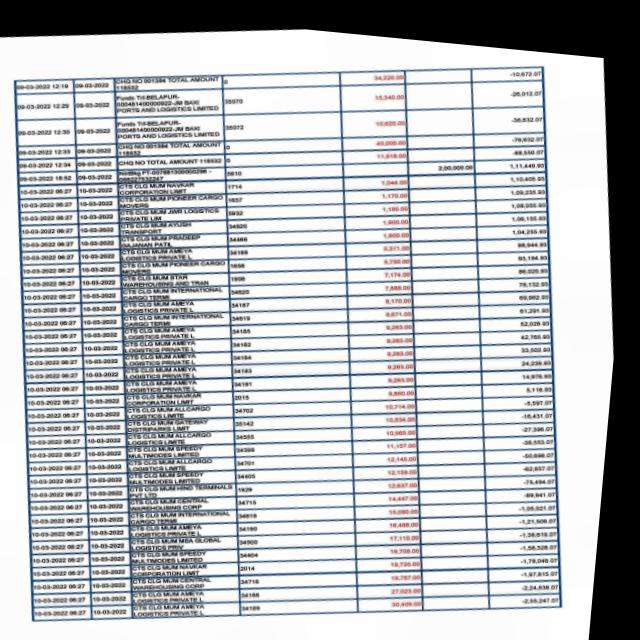 09-03-2022 12:19 09-03-2022 CHQ NO 001384 TOTAL AMOUNT 118532 0 34,220.00 -10,672.07
09-03-2022 12:29 09-03-2022 Funds Trf-BELAPUR-
000481400000922-JM BAXI
PORTS AND LOGISTICS LIMITED 35070 15,340.00 -26,012.07
09-03-2022 12:30 09-03-2022 Funds Trf-BELAPUR-
000481400000922-JM BAXI
PORTS AND LOGISTICS LIMITED 35072 10,620.00 -36,632.07
09-03-2022 12:33 09-03-2022 CHQ NO 001384 TOTAL AMOUNT
118532 0 40,000.00 -76,632.07
09-03-2022 12:34 09-03-2022 CHQ NO TOTAL AMOUNT 118532 0 11,918.00 -88,550.07
09-03-2022 2,00,000.00 1,11,449.93
10-03-2022 06:27 10-03-2022 CTS CLG MUM NAVKAR
CORPORATION LIMIT 1714 1,044.00 1,10,405.93
10-03-2022 06:27 10-03-2022 CTS CLG MUM PIONEER CARGO
MOVERS 1657 1,170.00 1,09,235.93
10-03-2022 06:27 10-03-2022 CTS CLG MUM JWR LOGISTICS
PRIVATE LIM 1,180.00 1,08,055.93
10-03-2022 06:27 10-03-2022 CTS CLG MUM AYUSH
TRANSPORT 1,900.00 1,06,155.93
10-03-2022 06:27 10-03-2022 CTS CLG MUM PRADEEP
GAJANAN PATIL 1,900.00 1,04,255.93
10-03-2022 06:27 10-03-2022 CTS CLG MUM AMEYA
LOGISTICS PRIVATE L 34189 5,311.00 98,944.93
10-03-2022 06:27 10-03-2022 CTS CLG MUM PIONEER CARGO
MOVERS 1656 5,750.00 93,194.93
10-03-2022 06:27 10-03-2022 CTS CLG MUM STAR
WAREHOUSING AND TRAN 7,174.00 86,020.93
10-03-2022 06:27 10-03-2022 CTS CLG MUM INTERNATIONAL
CARGO TERMI 34620 7,888.00 78,132.93
10-03-2022 06:27 10-03-2022 CTS CLG MUM AMEYA
LOGISTICS PRIVATE L 34187 8,170.00 69,962.93
10-03-2022 06:27 10-03-2022 CTS CLG MUM INTERNATIONAL
CARGO TERMI 34619 8,671.00 61,291.93
10-03-2022 06:27 10-03-2022 CTS CLG MUM AMEYA
LOGISTICS PRIVATE L 34185 9,263.00 52,028.93
10-03-2022 06:27 10-03-2022 CTS CLG MUM AMEYA
LOGISTICS PRIVATE L 34182 9,263.00 42,765.93
10-03-2022 06:27 10-03-2022 CTS CLG MUM AMEYA
LOGISTICS PRIVATE L 34184 9,263.00 33,502.93
10-03-2022 06:27 10-03-2022 CTS CLG MUM AMEYA
LOGISTICS PRIVATE L 34183 9,263.00 24,239.93
10-03-2022 06:27 10-03-2022 CTS CLG MUM AMEYA
LOGISTICS PRIVATE L 34181 9,263.00 14,976.93
10-03-2022 06:27 10-03-2022 CTS CLG MUM NAVKAR
CORPORATION LIMIT 2015 5,116.93
10-03-2022 06:27 10-03-2022 CTS CLG MUM ALLCARGO
LOGISTICS LIMITE 34702 10,714.00 -5,597.07
10-03-2022 06:27 10-03-2022 CTS CLG MUM GATEWAY
DISTRIPARKS LIMIT 35142 10,834.00 -16,431.07
10-03-2022 06:27 10-03-2022 CTS CLG MUM ALLCARGO
LOGISTICS LIMITE 34555 10,965.00 -27,396.07
10-03-2022 06:27 10-03-2022 CTS CLG MUM SPEEDY
MULTIMODES LIMITED 11,157.00 -38,553.07
10-03-2022 06:27 10-03-2022 CTS CLG MUM ALLCARGO
LOGISTICS LIMITE 34701 12,145.00 -50,698.07
10-03-2022 06:27 10-03-2022 CTS CLG MUM SPEEDY
MULTIMODES LIMITED 34405 12,159.00 -62,857.07
10-03-2022 06:27 10-03-2022 CTS CLG MUM HIND TERMINALS
PVT LTD 1929 12,637.00 -75,494.07
10-03-2022 06:27 10-03-2022 CTS CLG MUM CENTRAL
WAREHOUSING CORP 34715 14,447.00 -89,941.07
10-03-2022 06:27 10-03-2022 CTS CLG MUM INTERNATIONAL
CARGO TERMI 34618 15,080.00 -1,05,021.07
10-03-2022 06:27 10-03-2022 CTS CLG MUM AMEYA
LOGISTICS PRIVATE L 34190 16,488.00 -1,21,509.07
10-03-2022 06:27 10-03-2022 CTS CLG MUM MSA GLOBAL
LOGISTICS PRIV 34900 17,110.00 -1,38,619.07
10-03-2022 06:27 10-03-2022 CTS CLG MUM SPEEDY
MULTIMODES LIMITED 34404 19,709.00 -1,58,328.07
10-03-2022 06:27 10-03-2022 CTS CLG MUM NAVKAR
CORPORATION LIMIT 2014 19,720.00 -1,78,048.07
10-03-2022 06:27 10-03-2022 CTS CLG MUM CENTRAL
WAREHOUSING CORP 34716 19,767.00 -1,97,815.07
10-03-2022 06:27 10-03-2022 CTS CLG MUM AMEYA
LOGISTICS PRIVATE L 34186 27,023.00 -2,24,838.07
10-03-2022 06:27 10-03-2022 CTS CLG MUM AMEYA
LOGISTICS PRIVATE L 34189 30,409.00 -2,55,247.07